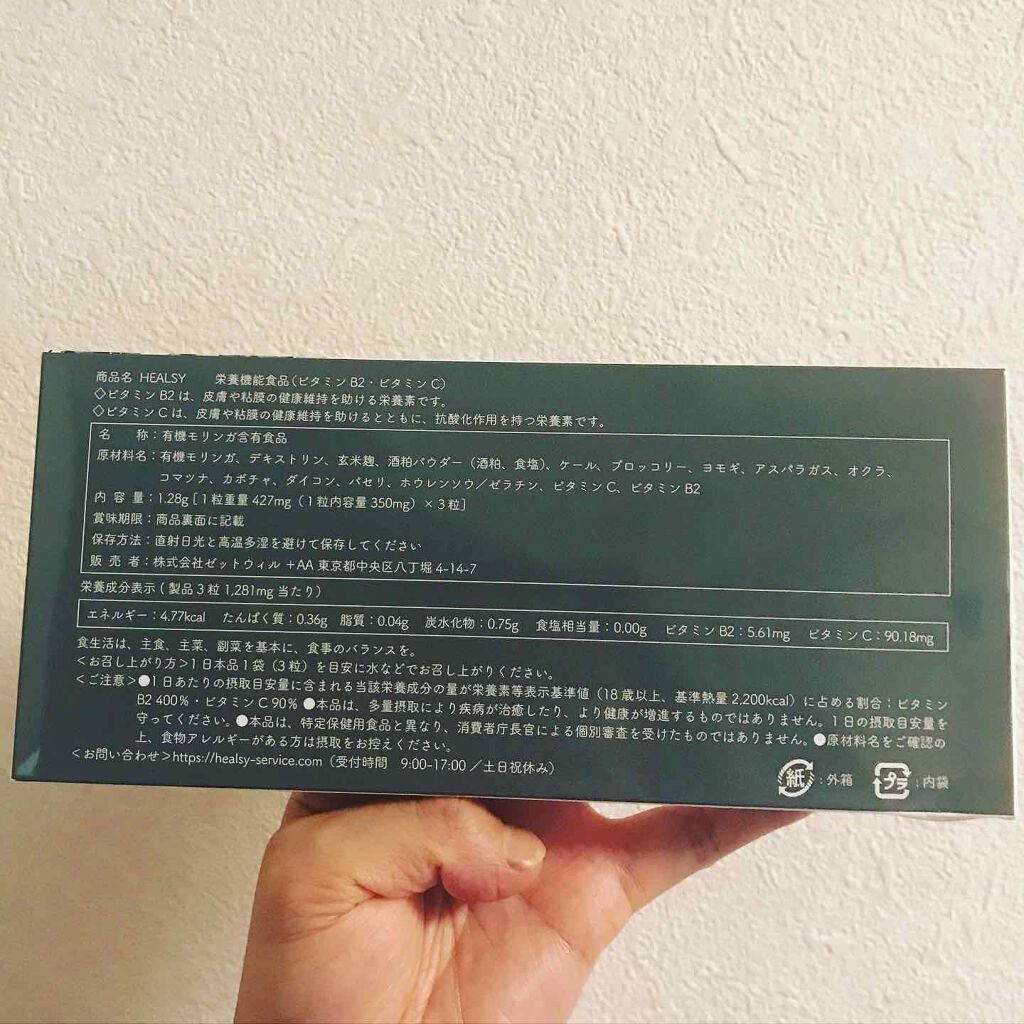 商品名 HEALSY　　栄養機能食品(ビタミン B2・ビタミン C)
◇ビタミン B2 は、皮膚や粘膜の健康維持を助ける栄養素です。
◇ビタミン C は、皮膚や粘膜の健康維持を助けるとともに、抗酸化作用を持つ栄養素です。
名　　称：有機モリンガ含有食品
原材料名：有機モリンガ、デキストリン、玄米麹、酒粕パウダー（酒粕、食塩）、ケール、ブロッコリー、ヨモギ、アスパラガス、オクラ、
コマツナ、カボチャ、ダイコン、パセリ、ホウレンソウ／ゼラチン、ビタミン C、ビタミン B2
内 容 量：1.28g [ 1 粒重量 427mg（1 粒内容量 350mg）× 3 粒]
賞味期限：商品裏面に記載
保存方法：直射日光と高温多湿を避けて保存してください
販 売 者：株式会社ゼットウィル +AA 東京都中央区八丁堀 4-14-7
栄養成分表示 ( 製品 3 粒 1,281mg 当たり)
エネルギー：4.77kcal　たんぱく質：0.36g　脂質：0.04g　炭水化物：0.75g　食塩相当量：0.00g　ビタミン B2：5.61mg　ビタミン C：90.18mg
食生活は、主食、主菜、副菜を基本に、食事のバランスを。
＜お召し上がり方＞1 日本品 1 袋（3 粒）を目安に水などでお召し上がりください。
＜ご注意＞●1 日あたりの摂取目安量に含まれる当該栄養成分の量が栄養素等表示基準値（18 歳以上、基準熱量 2,200kcal）に占める割合：ビタミン
B2 400％・ビタミン C 90％ ●本品は、多量摂取により疾病が治癒したり、より健康が増進するものではありません。1 日の摂取目安量を
守ってください。●本品は、特定保健用食品と異なり、消費者庁長官による個別審査を受けたものではありません。●原材料名をご確認の
上、食物アレルギーがある方は摂取をお控えください。
＜お問い合わせ＞https://healsy-service.com（受付時間　9:00-17:00 ／土日祝休み）
紙：外箱　プラ：内袋